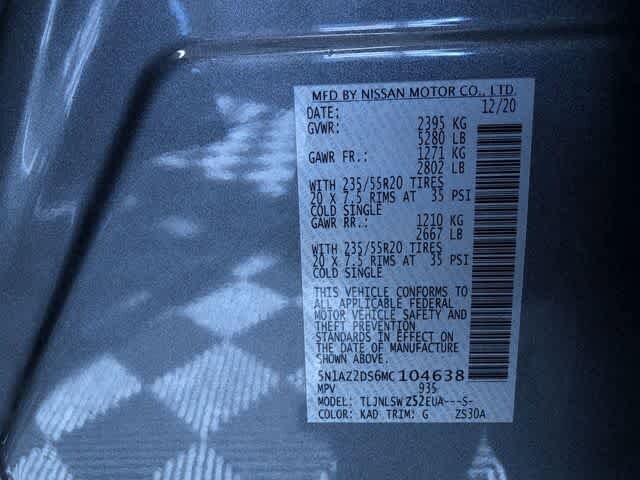 MFD BY NISSAN MOTOR CO., LTD.
DATE: 12/20
GVWR: 2395 KG
5280 LB
GAWR FR.: 1271 KG
2802 LB
WITH 235/55R20 TIRES
20 X 7.5 RIMS AT 35 PSI
COLD SINGLE
GAWR RR.: 1210 KG
2667 LB
WITH 235/55R20 TIRES
20 X 7.5 RIMS AT 35 PSI
COLD SINGLE
THIS VEHICLE CONFORMS TO
ALL APPLICABLE FEDERAL
MOTOR VEHICLE SAFETY AND
THEFT PREVENTION
STANDARDS IN EFFECT ON
THE DATE OF MANUFACTURE
SHOWN ABOVE.
5N1AZ2DS6MC104638
MPV 935
MODEL: TLJNLSW Z52EUA---S-
COLOR: KAD TRIM: G ZS30A